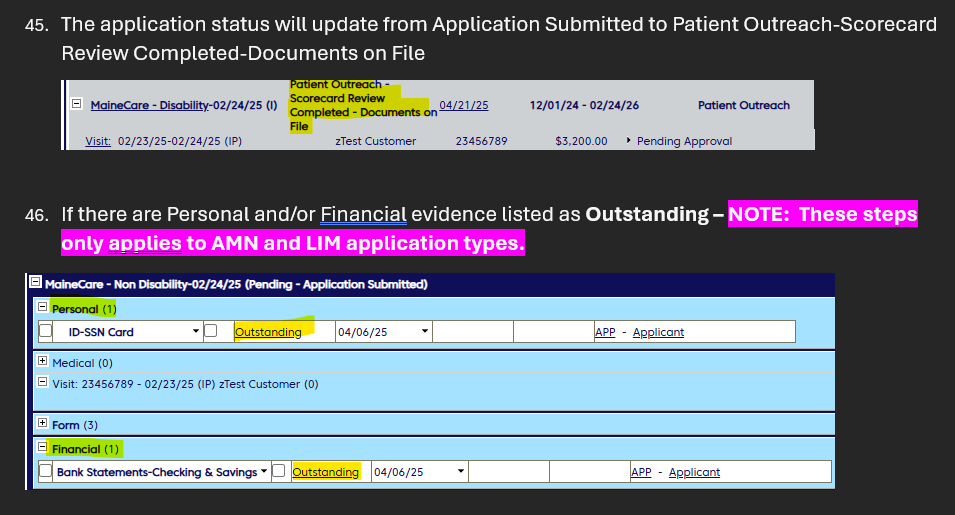 45. The application status will update from Application Submitted to Patient Outreach-Scorecard
Review Completed-Documents on File
Patient Outreach -
Scorecard Review
Completed - Documents on
File
MaineCare - Disability-02/24/25 (I) 04/21/25 12/01/24 - 02/24/26 Patient Outreach
Visit: 02/23/25-02/24/25 (IP) zTest Customer 23456789 $3,200.00 Pending Approval
46. If there are Personal and/or Financial evidence listed as Outstanding – NOTE: These steps
only applies to AMN and LIM application types.
MaineCare - Non Disability-02/24/25 (Pending - Application Submitted)
Personal (1)
ID-SSN Card Outstanding 04/06/25 APP - Applicant
Medical (0)
Visit: 23456789 - 02/23/25 (IP) zTest Customer (0)
Form (3)
Financial (1)
Bank Statements-Checking & Savings Outstanding 04/06/25 APP - Applicant